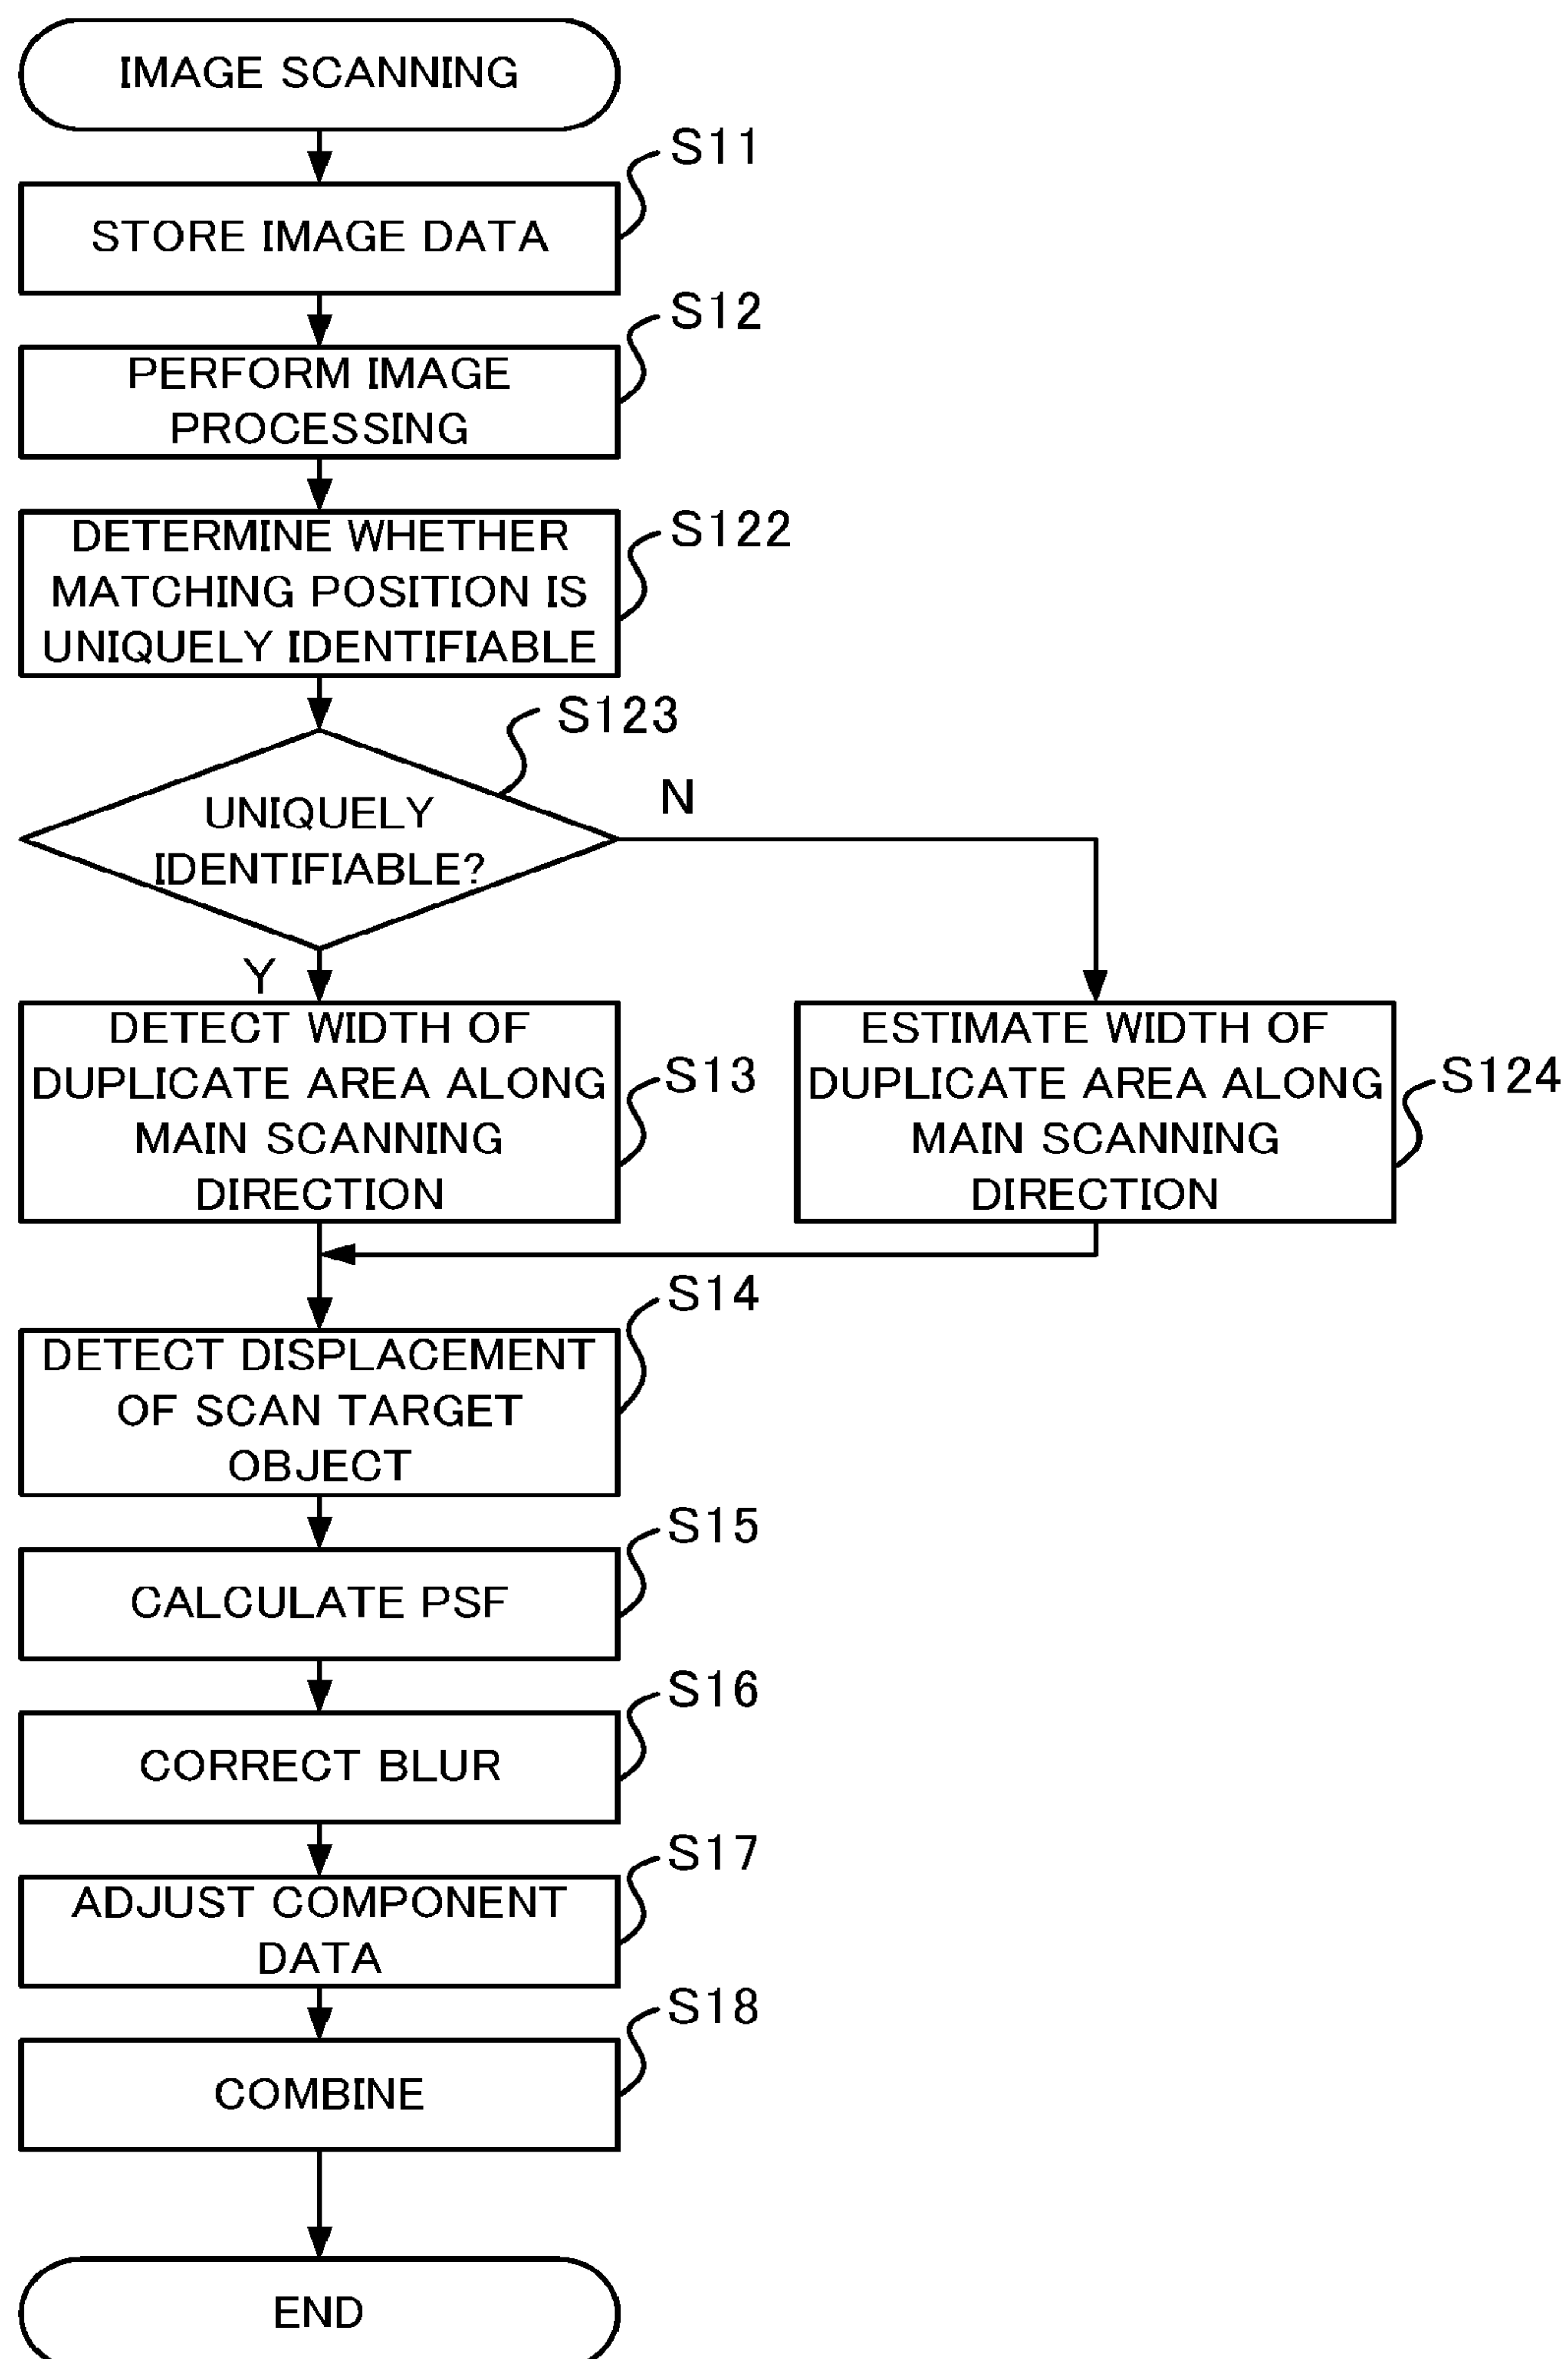 IMAGE SCANNING
S11
STORE IMAGE DATA
S12
PERFORM IMAGE
PROCESSING
S122
DETERMINE WHETHER
MATCHING POSITION IS
UNIQUELY IDENTIFIABLE
S123
UNIQUELY
IDENTIFIABLE?
N
Y
DETECT WIDTH OF
DUPLICATE AREA ALONG
MAIN SCANNING
DIRECTION
S13
ESTIMATE WIDTH OF
DUPLICATE AREA ALONG
MAIN SCANNING
DIRECTION
S124
S14
DETECT DISPLACEMENT
OF SCAN TARGET
OBJECT
S15
CALCULATE PSF
S16
CORRECT BLUR
S17
ADJUST COMPONENT
DATA
S18
COMBINE
END